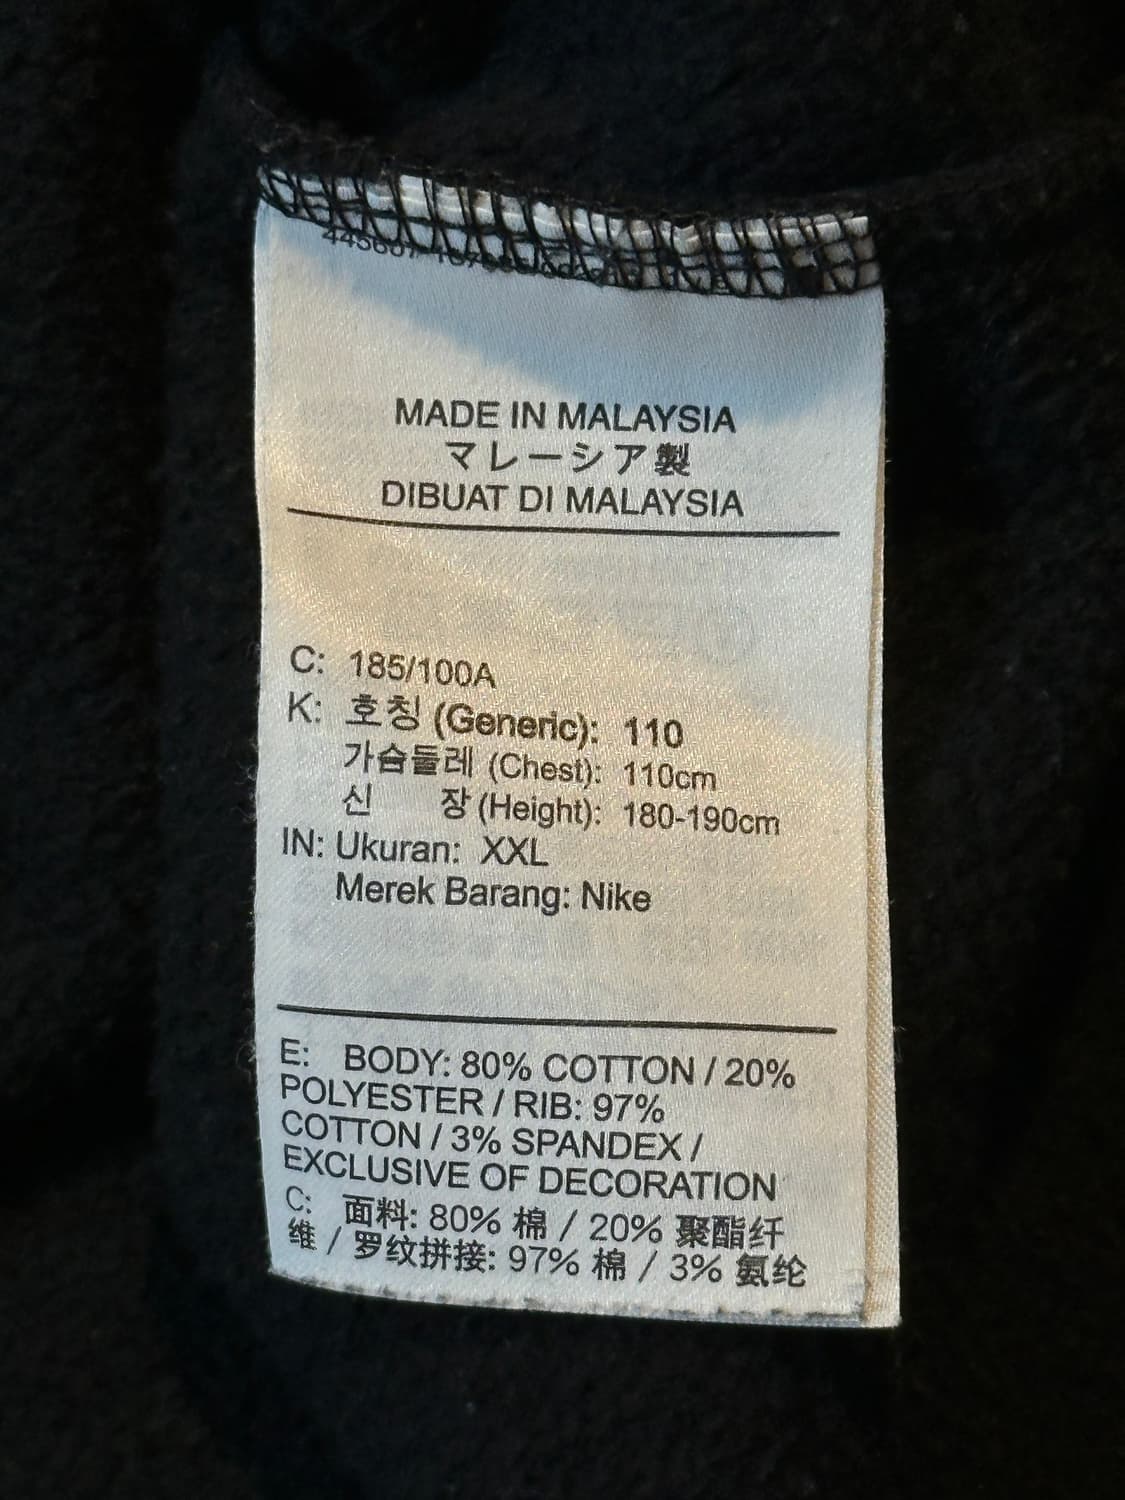 MADE IN MALAYSIA
マレーシア製
DIBUAT DI MALAYSIA
C: 185/100A
K: 호칭 (Generic): 110
가슴둘레 (Chest): 110cm
신 장 (Height): 180-190cm
IN: Ukuran: XXL
Merek Barang: Nike
E: BODY: 80% COTTON / 20%
POLYESTER / RIB: 97%
COTTON / 3% SPANDEX /
EXCLUSIVE OF DECORATION
C: 面料: 80% 棉 / 20% 聚酯纤
维 / 罗纹拼接: 97% 棉 / 3% 氨纶